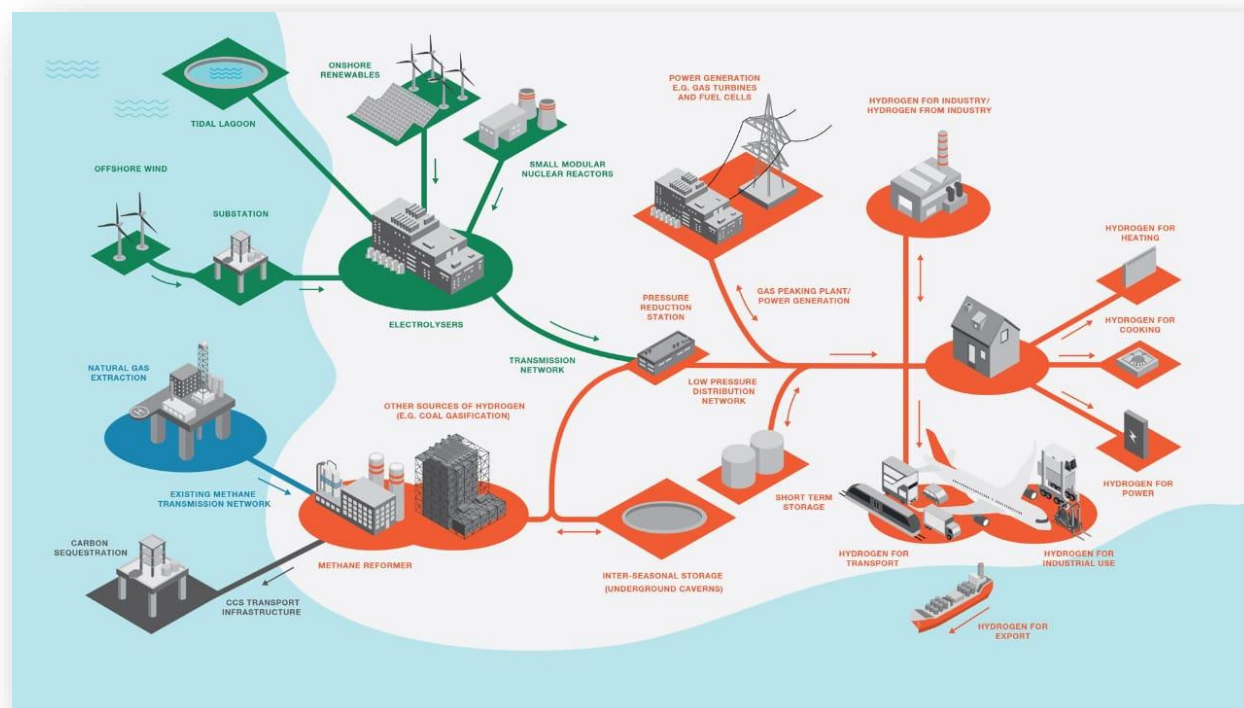 TIDAL LAGOON
ONSHORE
RENEWABLES
SMALL MODULAR
NUCLEAR REACTORS
OFFSHORE WIND
SUBSTATION
ELECTROLYSERS
TRANSMISSION
NETWORK
POWER GENERATION
E.G. GAS TURBINES
AND FUEL CELLS
HYDROGEN FOR INDUSTRY/
HYDROGEN FROM INDUSTRY
GAS PEAKING PLANT/
POWER GENERATION
PRESSURE
REDUCTION
STATION
LOW PRESSURE
DISTRIBUTION
NETWORK
HYDROGEN FOR
HEATING
HYDROGEN FOR
COOKING
HYDROGEN FOR
POWER
NATURAL GAS
EXTRACTION
EXISTING METHANE
TRANSMISSION NETWORK
OTHER SOURCES OF HYDROGEN
(E.G. COAL GASIFICATION)
METHANE REFORMER
CARBON
SEQUESTRATION
CCS TRANSPORT
INFRASTRUCTURE
INTER-SEASONAL STORAGE
(UNDERGROUND CAVERNS)
SHORT TERM
STORAGE
HYDROGEN FOR
TRANSPORT
HYDROGEN FOR
INDUSTRIAL USE
HYDROGEN FOR
EXPORT